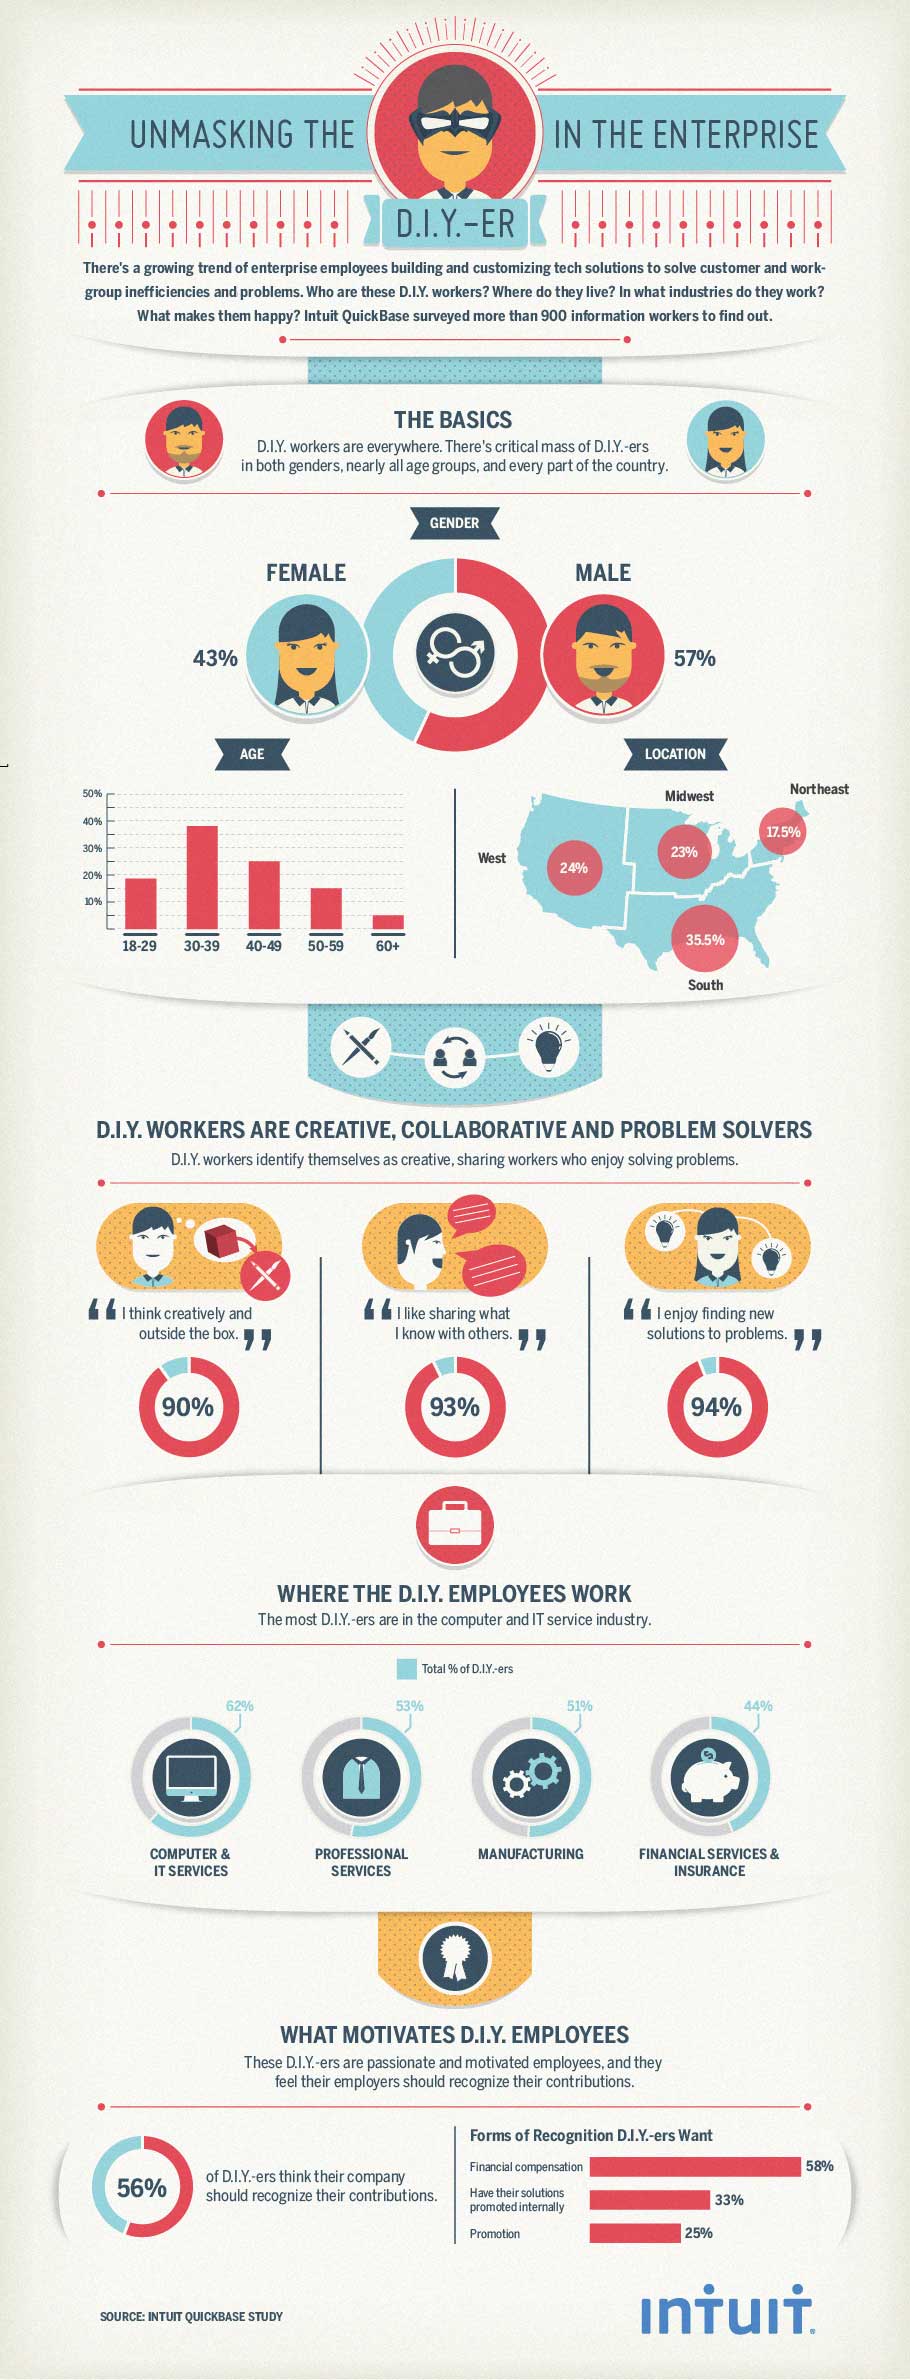 UNMASKING THE
D.I.Y.-ER
IN THE ENTERPRISE
There's a growing trend of enterprise employees building and customizing tech solutions to solve customer and work-
group inefficiencies and problems. Who are these D.I.Y. workers? Where do they live? In what industries do they work?
What makes them happy? Intuit QuickBase surveyed more than 900 information workers to find out.
THE BASICS
D.I.Y. workers are everywhere. There's critical mass of D.I.Y.-ers
in both genders, nearly all age groups, and every part of the country.
GENDER
FEMALE
MALE
43%
57%
AGE
50%
40%
30%
20%
10%
18-29
30-39
40-49
50-59
60+
LOCATION
Northeast
Midwest
17.5%
West
23%
24%
35.5%
South
D.I.Y. WORKERS ARE CREATIVE, COLLABORATIVE AND PROBLEM SOLVERS
D.I.Y. workers identify themselves as creative, sharing workers who enjoy solving problems.
“ I think creatively and
outside the box. ”
90%
“ I like sharing what
I know with others. ”
93%
“ I enjoy finding new
solutions to problems. ”
94%
WHERE THE D.I.Y. EMPLOYEES WORK
The most D.I.Y.-ers are in the computer and IT service industry.
Total % of D.I.Y.-ers
62%
COMPUTER &
IT SERVICES
53%
PROFESSIONAL
SERVICES
51%
MANUFACTURING
44%
$
FINANCIAL SERVICES &
INSURANCE
WHAT MOTIVATES D.I.Y. EMPLOYEES
These D.I.Y.-ers are passionate and motivated employees, and they
feel their employers should recognize their contributions.
56%
of D.I.Y.-ers think their company
should recognize their contributions.
Forms of Recognition D.I.Y.-ers Want
Financial compensation 58%
Have their solutions
promoted internally 33%
Promotion 25%
SOURCE: INTUIT QUICKBASE STUDY
intuit®